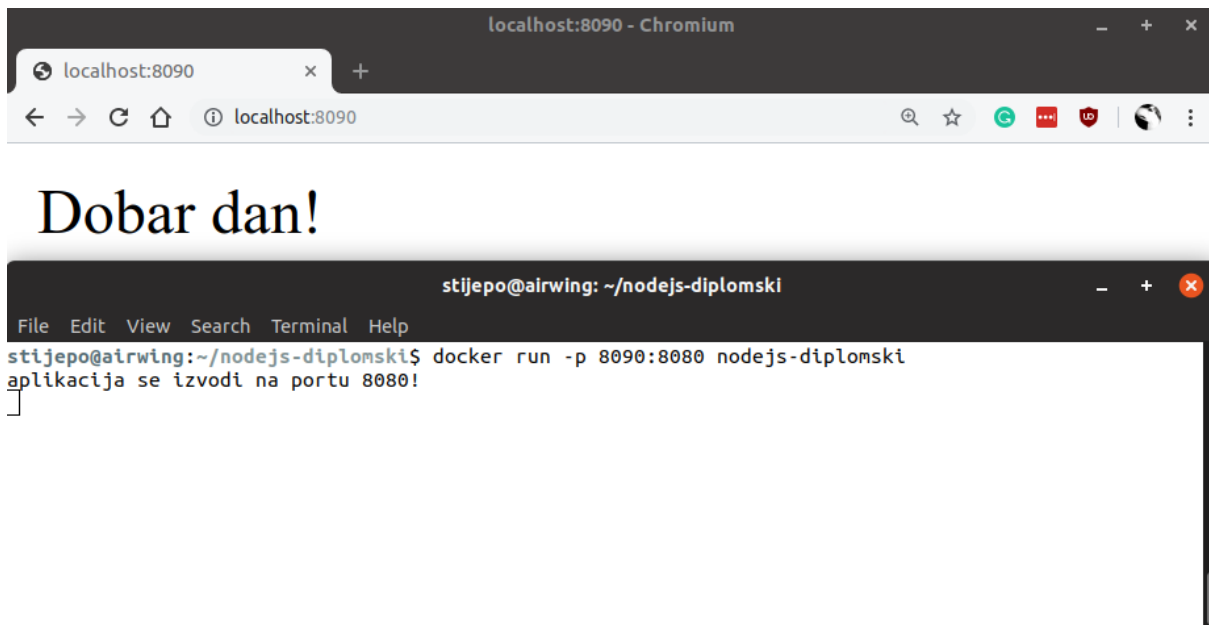 localhost:8090 - Chromium
localhost:8090
localhost:8090
Dobar dan!
stijepo@airwing: ~/nodejs-diplomski
File Edit View Search Terminal Help
stijepo@airwing:~/nodejs-diplomski$ docker run -p 8090:8080 nodejs-diplomski
aplikacija se izvodi na portu 8080!